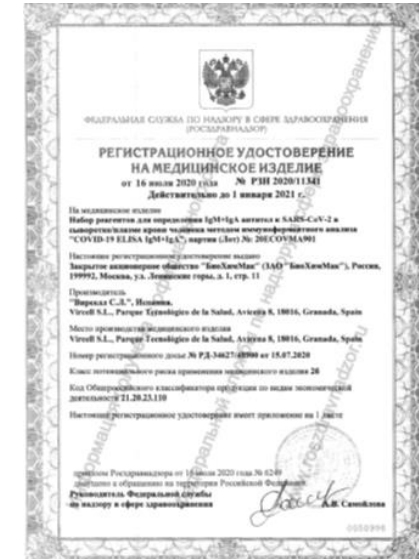 ФЕДЕРАЛЬНАЯ СЛУЖБА ПО НАДЗОРУ В СФЕРЕ ЗДРАВООХРАНЕНИЯ
(РОСЗДРАВНАДЗОР)
РЕГИСТРАЦИОННОЕ УДОСТОВЕРЕНИЕ
НА МЕДИЦИНСКОЕ ИЗДЕЛИЕ
от 16 июля 2020 года № РЗН 2020/11341
Действительно до 1 января 2021 г.
На медицинское изделие
Набор реагентов для определения IgM+IgA антител к SARS-CoV-2 в
сыворотке/плазме крови человека методом иммуноферментного анализа
"COVID-19 ELISA IgM+IgA", партия (Лот) №: 20ECOVMA901
Настоящее регистрационное удостоверение выдано
Закрытое акционерное общество "БиоХимМак" (ЗАО "БиоХимМак"), Россия,
199992, Москва, ул. Ленинские горы, д. 1, стр. 11
Производитель
"Вирселл С.Л.", Испания,
Vircell S.L., Parque Tecnológico de la Salud, Avicena 8, 18016, Granada, Spain
Место производства медицинского изделия
Vircell S.L., Parque Tecnológico de la Salud, Avicena 8, 18016, Granada, Spain
Номер регистрационного досье № РД-34627/ от 15.07.2020
Класс потенциального риска применения медицинского изделия 2б
Код Общероссийского классификатора продукции по видам экономической
деятельности 21.20.23.110
Настоящее регистрационное удостоверение имеет приложение на 1 листе
приказом Росздравнадзора от 16 июля 2020 года № 6249
допущено к обращению на территории Российской Федерации.
Руководитель Федеральной службы
по надзору в сфере здравоохранения
А.В. Самойлова